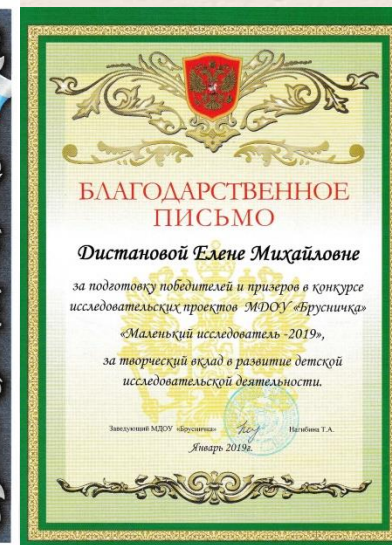 БЛАГОДАРСТВЕННОЕ
ПИСЬМО
Дистановой Елене Михайловне
за подготовку победителей и призеров в конкурсе
исследовательских проектов МДОУ «Брусничка»
«Маленький исследователь -2019»,
за творческий вклад в развитие детской
исследовательской деятельности.
Заведующий МДОУ «Брусничка» Нагибина Т.А.
Январь 2019г.